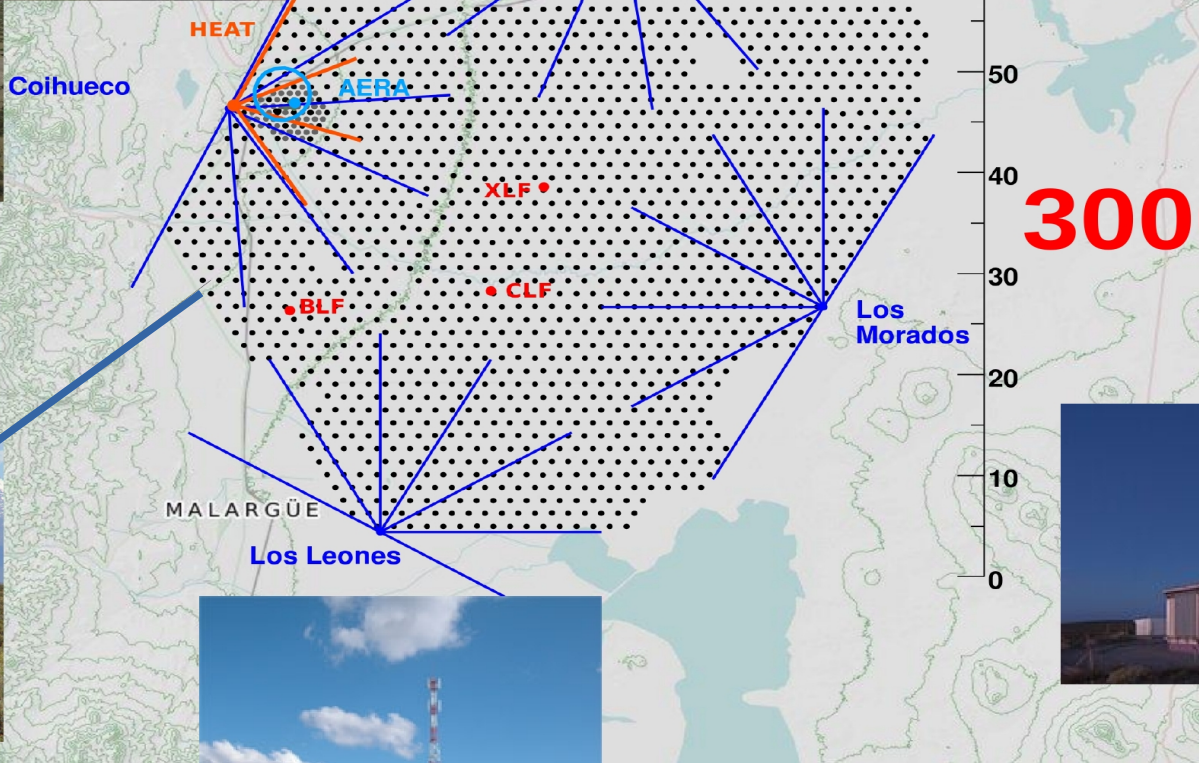 HEAT
Coihueco
AERA
50
40
XLF
300
30
CLF
BLF
Los
Morados
20
10
MALARGÜE
Los Leones
0